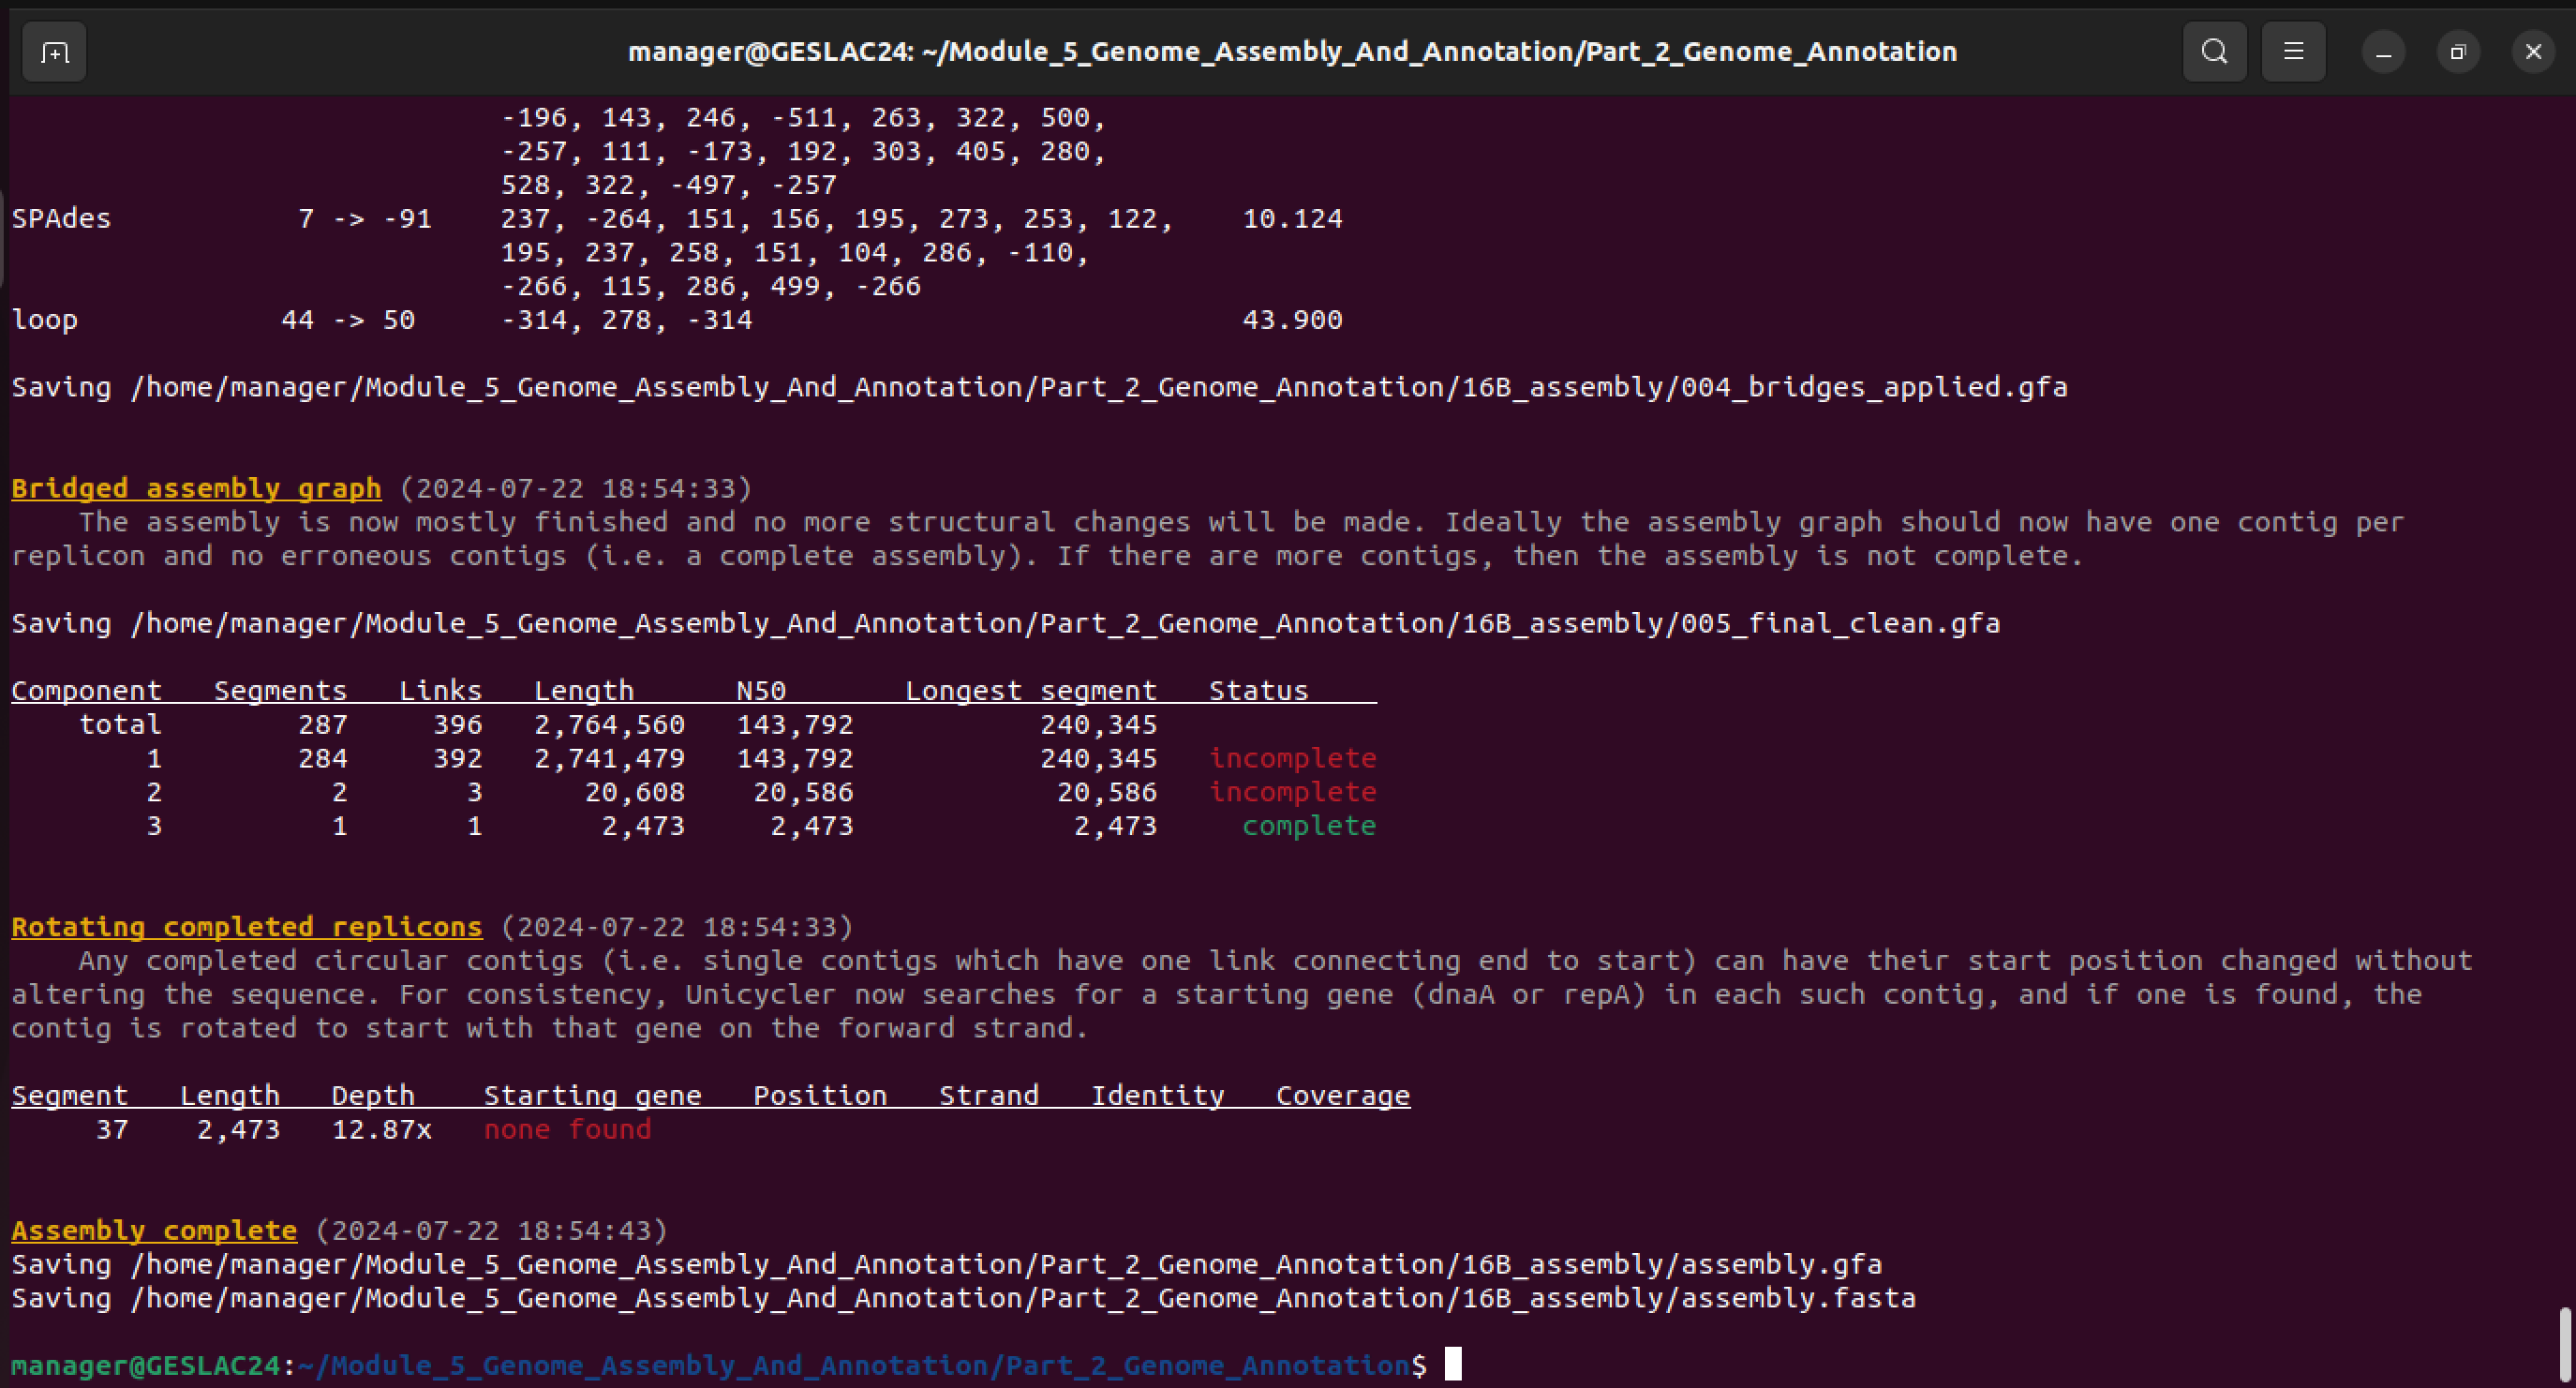 manager@GESLAC24: ~/Module_5_Genome_Assembly_And_Annotation/Part_2_Genome_Annotation
-196, 143, 246, -511, 263, 322, 500,
-257, 111, -173, 192, 303, 405, 280,
528, 322, -497, -257
SPAdes 7 -> -91 237, -264, 151, 156, 195, 273, 253, 122, 10.124
195, 237, 258, 151, 104, 286, -110,
-266, 115, 286, 499, -266
loop 44 -> 50 -314, 278, -314 43.900
Saving /home/manager/Module_5_Genome_Assembly_And_Annotation/Part_2_Genome_Annotation/16B_assembly/004_bridges_applied.gfa
Bridged assembly graph (2024-07-22 18:54:33)
The assembly is now mostly finished and no more structural changes will be made. Ideally the assembly graph should now have one contig per
replicon and no erroneous contigs (i.e. a complete assembly). If there are more contigs, then the assembly is not complete.
Saving /home/manager/Module_5_Genome_Assembly_And_Annotation/Part_2_Genome_Annotation/16B_assembly/005_final_clean.gfa
Component Segments Links Length N50 Longest segment Status
total 287 396 2,764,560 143,792 240,345
1 284 392 2,741,479 143,792 240,345 incomplete
2 2 3 20,608 20,586 20,586 incomplete
3 1 1 2,473 2,473 2,473 complete
Rotating completed replicons (2024-07-22 18:54:33)
Any completed circular contigs (i.e. single contigs which have one link connecting end to start) can have their start position changed without
altering the sequence. For consistency, Unicycler now searches for a starting gene (dnaA or repA) in each such contig, and if one is found, the
contig is rotated to start with that gene on the forward strand.
Segment Length Depth Starting gene Position Strand Identity Coverage
37 2,473 12.87x none found
Assembly complete (2024-07-22 18:54:43)
Saving /home/manager/Module_5_Genome_Assembly_And_Annotation/Part_2_Genome_Annotation/16B_assembly/assembly.gfa
Saving /home/manager/Module_5_Genome_Assembly_And_Annotation/Part_2_Genome_Annotation/16B_assembly/assembly.fasta
manager@GESLAC24:~/Module_5_Genome_Assembly_And_Annotation/Part_2_Genome_Annotation$